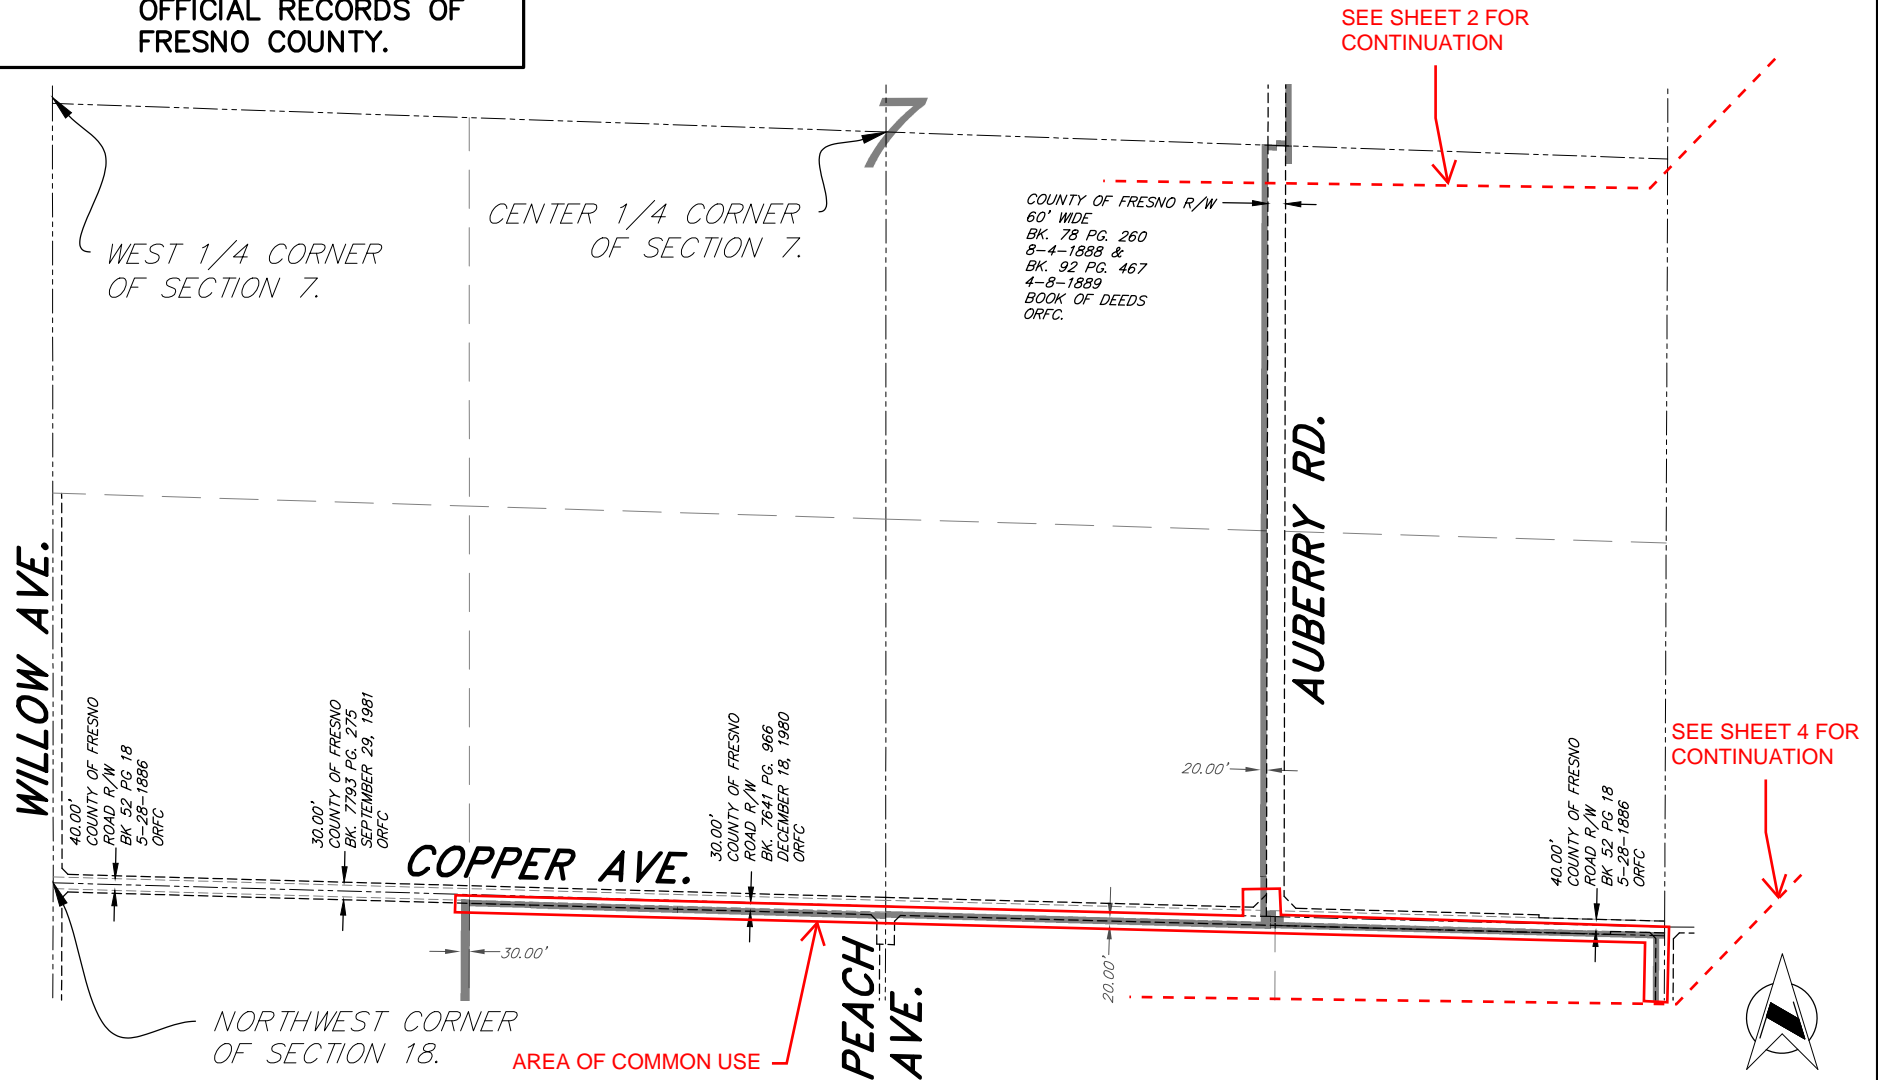 OFFICIAL RECORDS OF
FRESNO COUNTY.
SEE SHEET 2 FOR
CONTINUATION
7
WEST 1/4 CORNER
OF SECTION 7.
CENTER 1/4 CORNER
OF SECTION 7.
COUNTY OF FRESNO R/W
60' WIDE
BK. 78 PG. 260
8-4-1888 &
BK. 92 PG. 467
4-8-1889
BOOK OF DEEDS
ORFC.
WILLOW AVE.
AUBERRY RD.
40.00'
COUNTY OF FRESNO
ROAD R/W
BK 52 PG 18
5-28-1886
ORFC
30.00'
COUNTY OF FRESNO
BK. 7793 PG. 275
SEPTEMBER 29, 1981
ORFC
30.00'
COUNTY OF FRESNO
ROAD R/W
BK. 7641 PG. 966
DECEMBER 18, 1980
ORFC
20.00'
40.00'
COUNTY OF FRESNO
ROAD R/W
BK 52 PG 18
5-28-1886
ORFC
SEE SHEET 4 FOR
CONTINUATION
COPPER AVE.
30.00'
20.00'
PEACH
AVE.
NORTHWEST CORNER
OF SECTION 18.
AREA OF COMMON USE
N